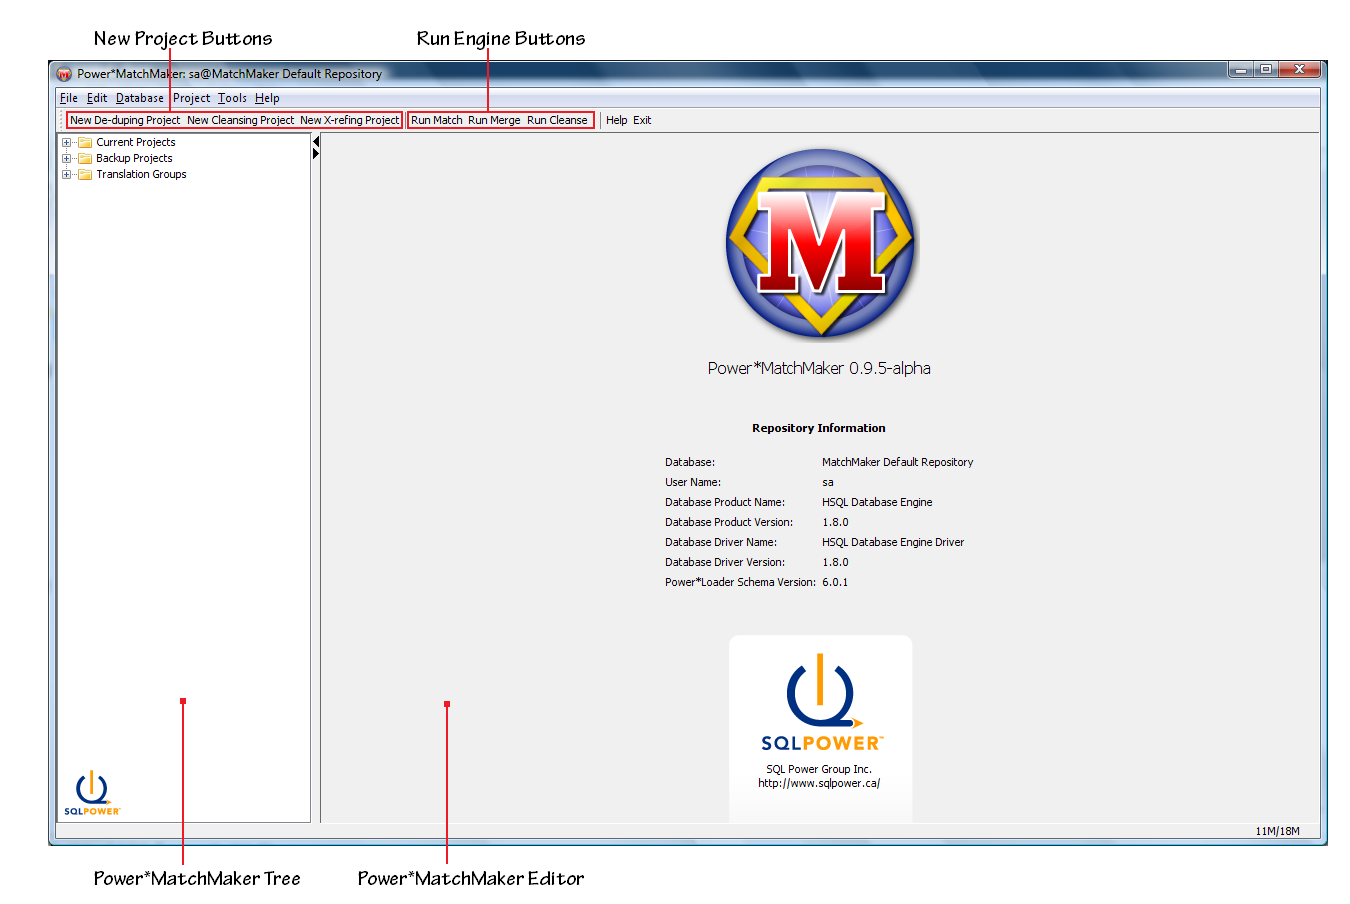 New Project Buttons Run Engine Buttons
Power*MatchMaker: sa@MatchMaker Default Repository
File Edit Database Project Tools Help
New De-duping Project New Cleansing Project New X-refing Project Run Match Run Merge Run Cleanse Help Exit
Current Projects
Backup Projects
Translation Groups
M
Power*MatchMaker 0.9.5-alpha
Repository Information
Database: MatchMaker Default Repository
User Name: sa
Database Product Name: HSQL Database Engine
Database Product Version: 1.8.0
Database Driver Name: HSQL Database Engine Driver
Database Driver Version: 1.8.0
Power*Loader Schema Version: 6.0.1
SQLPOWER™
SQL Power Group Inc.
http://www.sqlpower.ca/
SQLPOWER™
11M/18M
Power*MatchMaker Tree Power*MatchMaker Editor